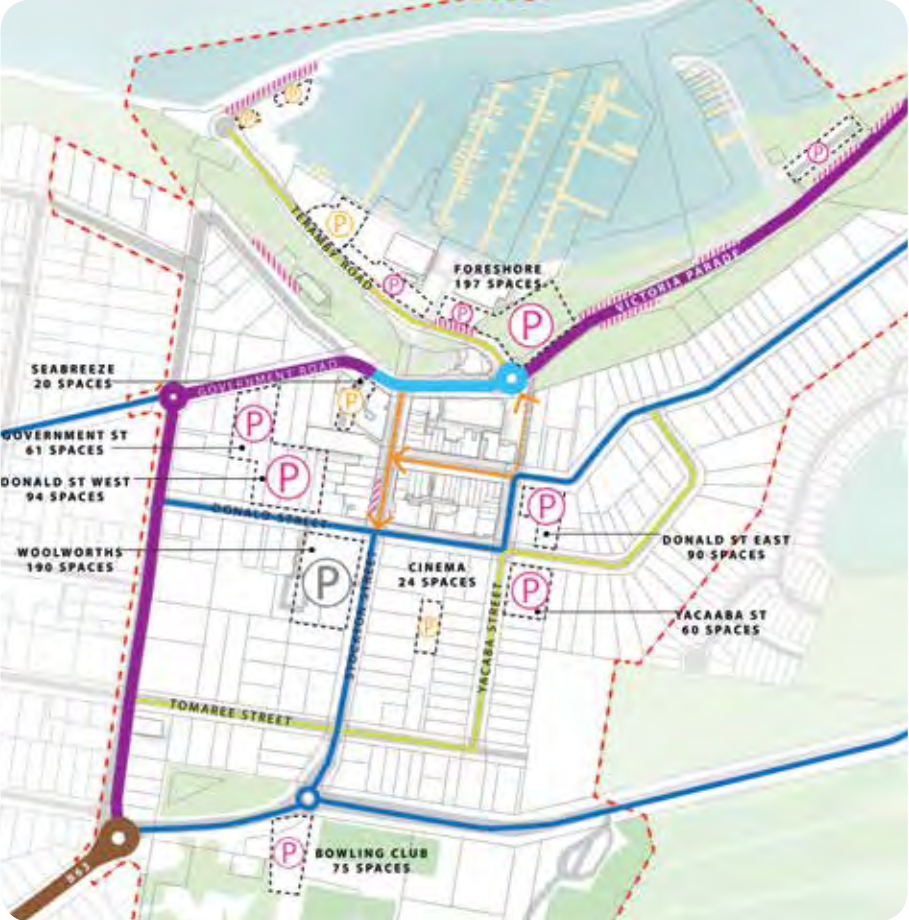 P
P
P
P
TERAMBY ROAD
P
FORESHORE
197 SPACES
P
P
VICTORIA PARADE
SEABREEZE
20 SPACES
GOVERNMENT ROAD
P
GOVERNMENT ST
61 SPACES
P
DONALD ST WEST
94 SPACES
P
P
DONALD STREET
DONALD ST EAST
90 SPACES
WOOLWORTHS
190 SPACES
P
CINEMA
24 SPACES
P
P
YACAABA ST
60 SPACES
STOCKTON STREET
YACABA STREET
TOMAREE STREET
P
BOWLING CLUB
75 SPACES
B63